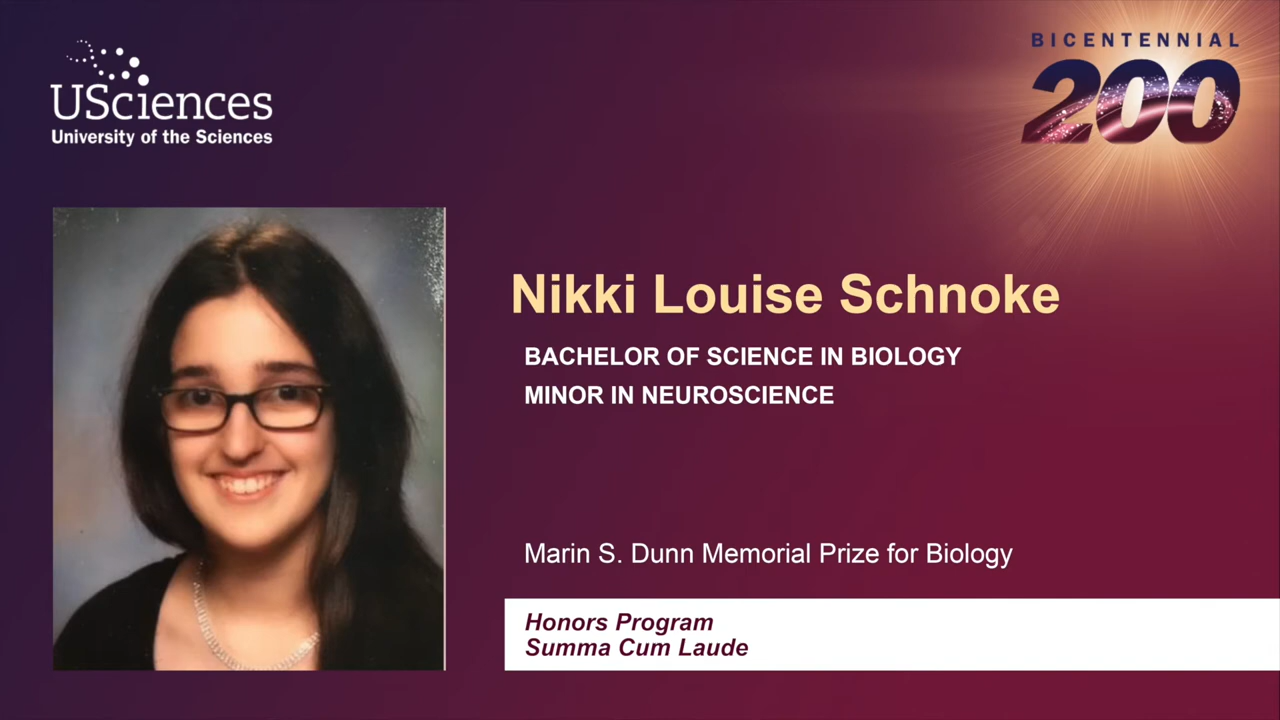 USciences
University of the Sciences
BICENTENNIAL
200
Nikki Louise Schnoke
BACHELOR OF SCIENCE IN BIOLOGY
MINOR IN NEUROSCIENCE
Marin S. Dunn Memorial Prize for Biology
Honors Program
Summa Cum Laude